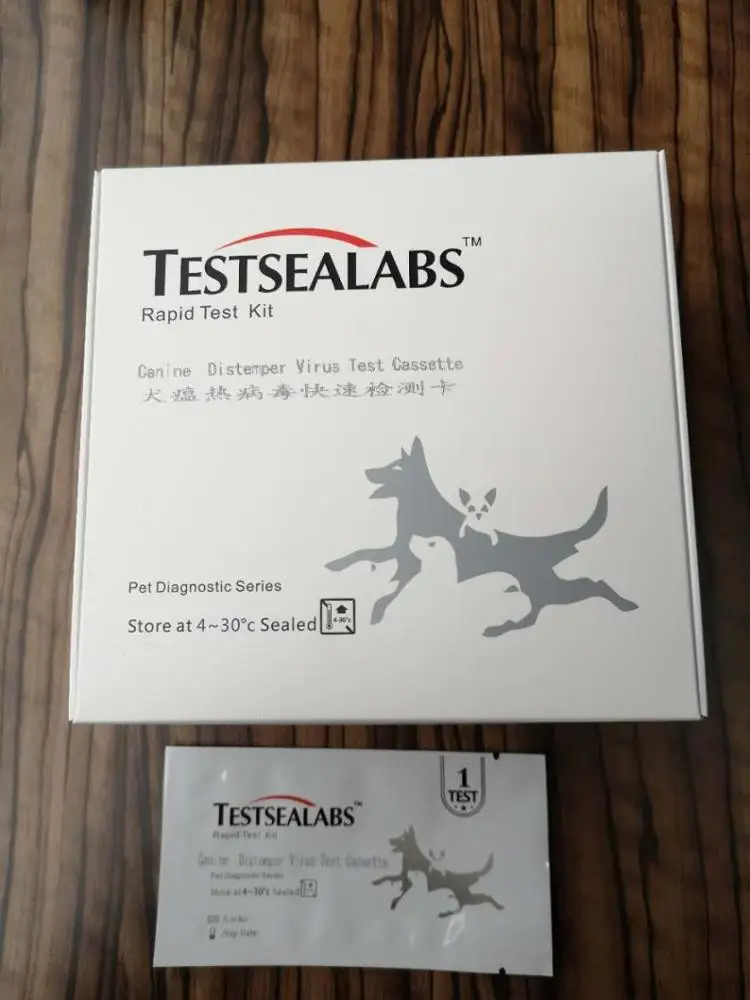 TESTSEALABS™
Rapid Test Kit
Canine Distemper Virus Test Cassette
犬瘟热病毒快速检测卡
Pet Diagnostic Series
Store at 4~30°c Sealed
4-30°c
1
TEST
TESTSEALABS™
Rapid Test Kit
Canine Distemper Virus Test Cassette
Pet Diagnostic Series
Store at 4~30°c Sealed